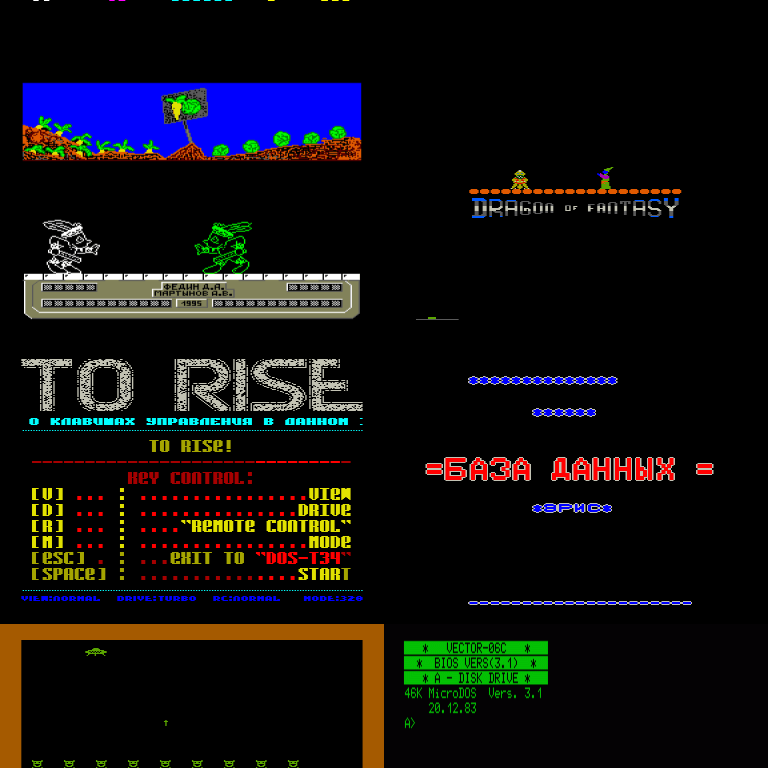 ФЕДИН Д.А.
МАРТЫНОВ А.В.
1995
DRAGON OF FANTASY
TO RISE
О КЛАВИШАХ УПРАВЛЕНИЯ В ДАННОМ
TO RISE!
KEY CONTROL:
[V] ... : ................VIEW
[D] ... : ...............DRIVE
[R] ... : ...."REMOTE CONTROL"
[M] ... : ................MODE
[ESC] . : ...EXIT TO "DOS-T34"
[SPACE] : ...............START
VIEW:NORMAL DRIVE:TURBO RC:NORMAL MODE:320
=БАЗА ДАННЫХ =
*ЭРИС*
* VECTOR-06C *
* BIOS VERS(3.1) *
* A - DISK DRIVE *
46K MicroDOS Vers. 3.1
20.12.83
A>